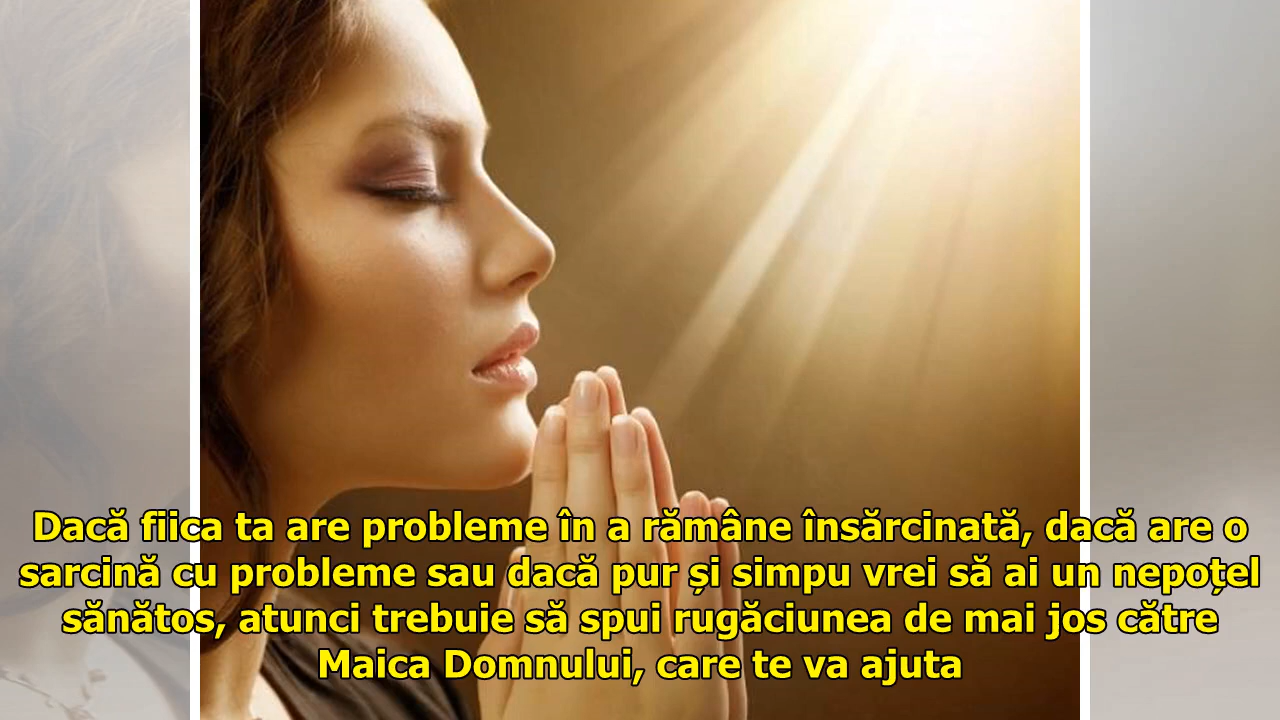 Dacă fiica ta are probleme în a rămâne însărcinată, dacă are o
sarcină cu probleme sau dacă pur și simpu vrei să ai un nepoțel
sănătos, atunci trebuie să spui rugăciunea de mai jos către
Maica Domnului, care te va ajuta